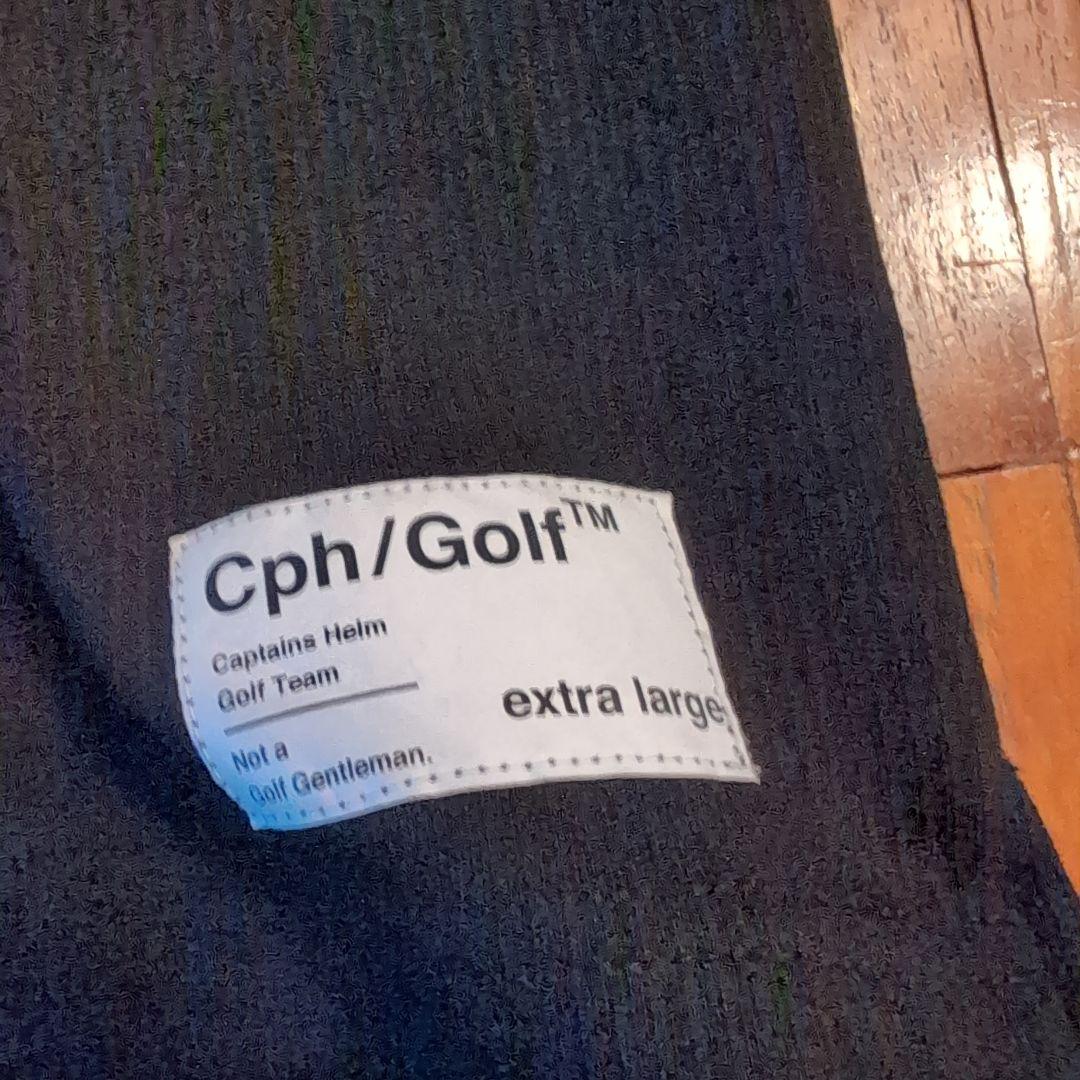 Cph/Golf™
Captains Helm
Golf Team
extra large
Not a
Golf Gentleman.